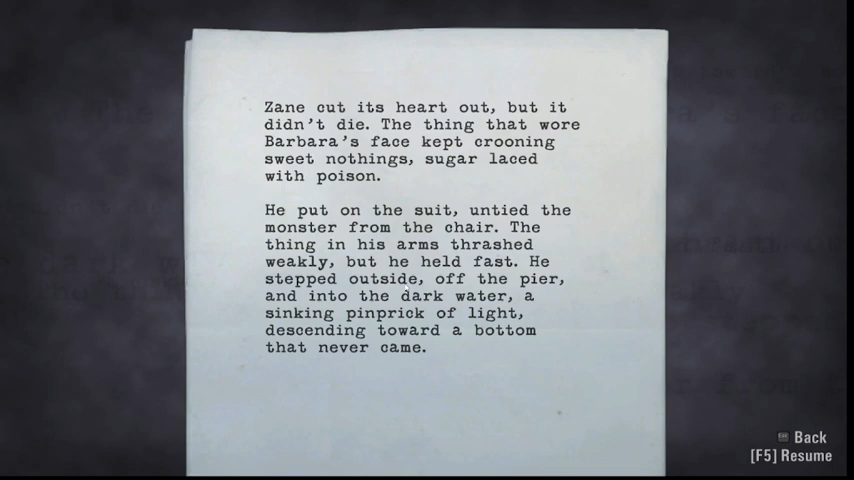 Zane cut its heart out, but it
didn't die. The thing that wore
Barbara's face kept crooning
sweet nothings, sugar laced
with poison.
He put on the suit, untied the
monster from the chair. The
thing in his arms thrashed
weakly, but he held fast. He
stepped outside, off the pier,
and into the dark water, a
sinking pinprick of light,
descending toward a bottom
that never came.
Back
[F5] Resume